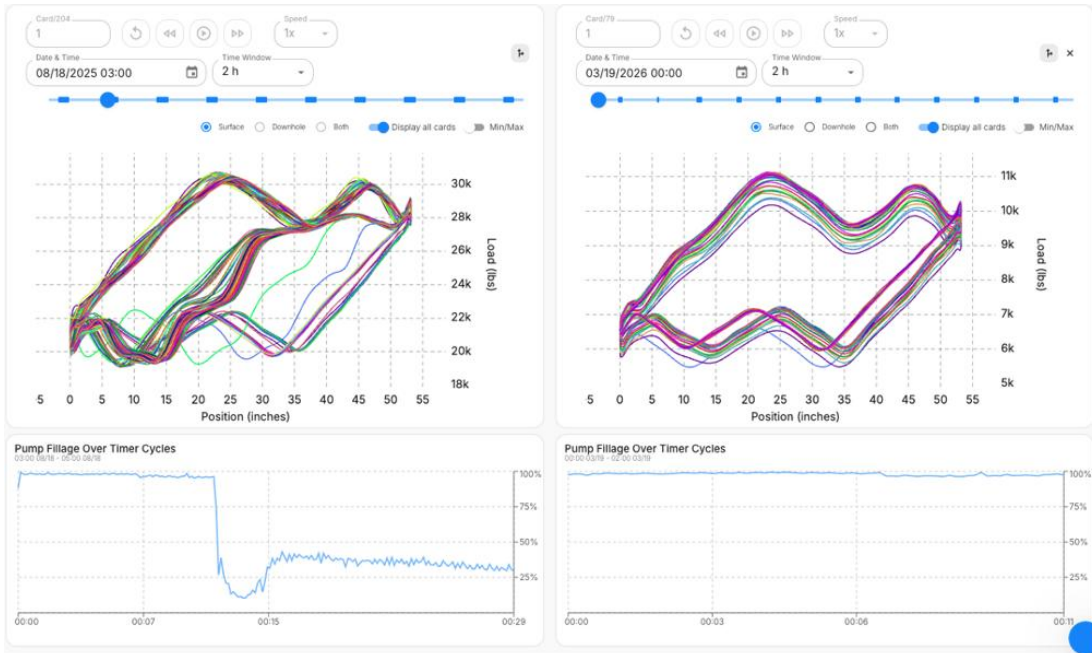 Card/204
1
Speed
1x
Date & Time
08/18/2025 03:00
Time Window
2 h
Surface Downhole Both Display all cards Min/Max
30k
28k
26k
24k
22k
20k
18k
Load (lbs)
5 0 5 10 15 20 25 30 35 40 45 50 55
Position (inches)
Pump Fillage Over Timer Cycles
03:00 08/18 - 05:00 08/18
100%
75%
50%
25%
00:00 00:07 00:15 00:29
Card/79
1
Speed
1x
Date & Time
03/19/2026 00:00
Time Window
2 h
Surface Downhole Both Display all cards Min/Max
11k
10k
9k
8k
7k
6k
5k
Load (lbs)
5 0 5 10 15 20 25 30 35 40 45 50 55
Position (inches)
Pump Fillage Over Timer Cycles
00:00 03/19 - 02:00 03/19
100%
75%
50%
25%
00:00 00:03 00:06 00:11